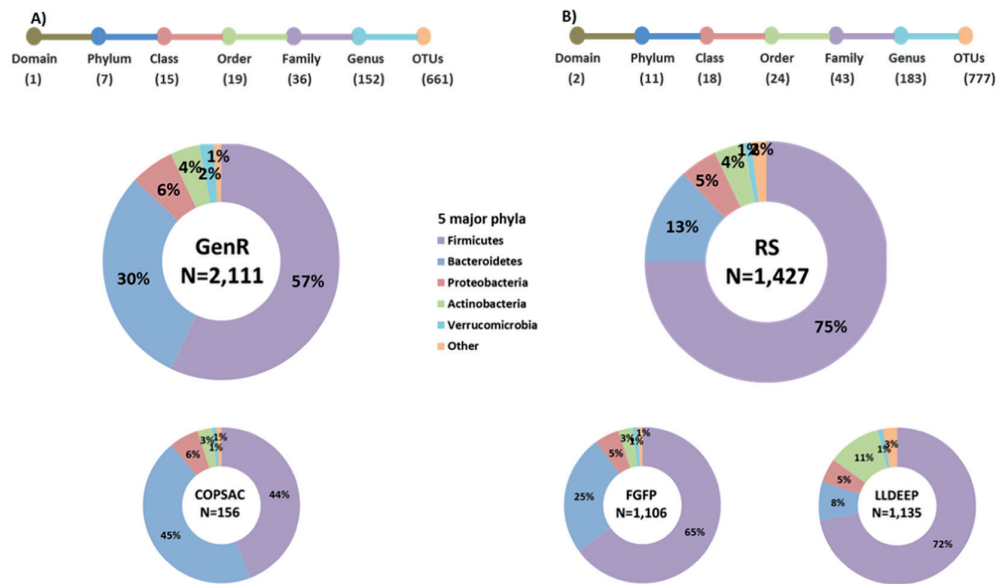 A)
Domain Phylum Class Order Family Genus OTUs
(1) (7) (15) (19) (36) (152) (661)
B)
Domain Phylum Class Order Family Genus OTUs
(2) (11) (18) (24) (43) (183) (777)
1%
2%
4%
6%
30%
57%
GenR
N=2,111
5 major phyla
Firmicutes
Bacteroidetes
Proteobacteria
Actinobacteria
Verrucomicrobia
Other
1%
2%
4%
5%
13%
75%
RS
N=1,427
1%
1%
3%
6%
45%
44%
COPSAC
N=156
1%
1%
3%
5%
25%
65%
FGFP
N=1,106
3%
1%
11%
5%
8%
72%
LLDEEP
N=1,135